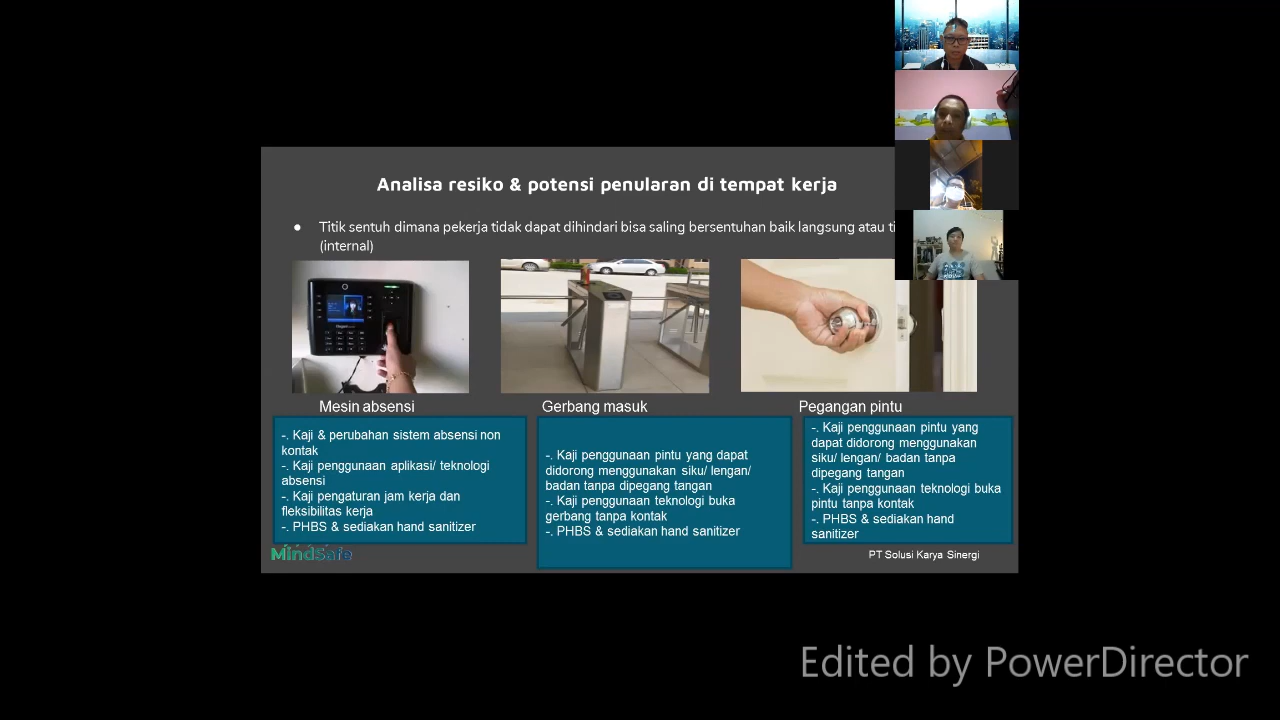 Analisa resiko & potensi penularan di tempat kerja
● Titik sentuh dimana pekerja tidak dapat dihindari bisa saling bersentuhan baik langsung atau
(internal)
Mesin absensi
-. Kaji & perubahan sistem absensi non
kontak
-. Kaji penggunaan aplikasi/ teknologi
absensi
-. Kaji pengaturan jam kerja dan
fleksibilitas kerja
-. PHBS & sediakan hand sanitizer
Gerbang masuk
-. Kaji penggunaan pintu yang dapat
didorong menggunakan siku/ lengan/
badan tanpa dipegang tangan
-. Kaji penggunaan teknologi buka
gerbang tanpa kontak
-. PHBS & sediakan hand sanitizer
Pegangan pintu
-. Kaji penggunaan pintu yang
dapat didorong menggunakan
siku/ lengan/ badan tanpa
dipegang tangan
-. Kaji penggunaan teknologi buka
pintu tanpa kontak
-. PHBS & sediakan hand
sanitizer
MindSafe
PT Solusi Karya Sinergi
Edited by PowerDirector